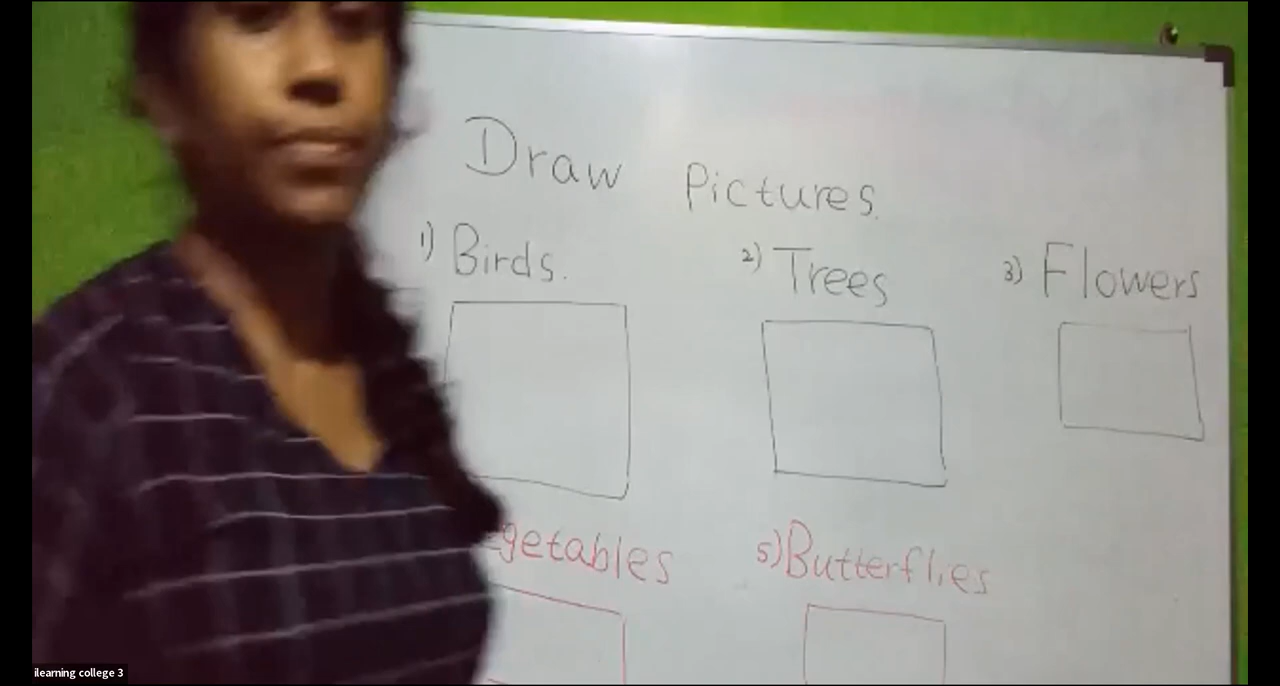 Draw Pictures.
1) Birds. 2) Trees 3) Flowers
5) Butterflies
ilearning college 3